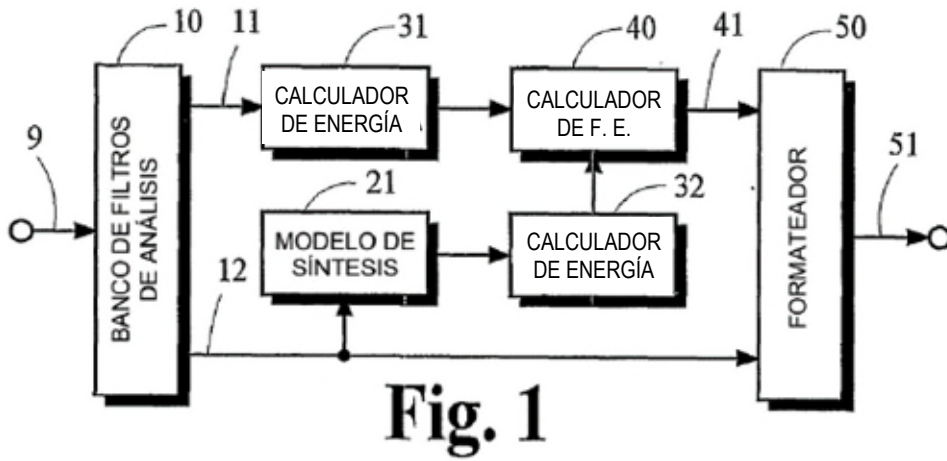 10
11
31
40
41
50
CALCULADOR
DE ENERGÍA
CALCULADOR
DE F. E.
9
BANCO DE FILTROS
DE ANÁLISIS
21
32
51
MODELO DE
SÍNTESIS
CALCULADOR
DE ENERGÍA
FORMATEADOR
12
Fig. 1